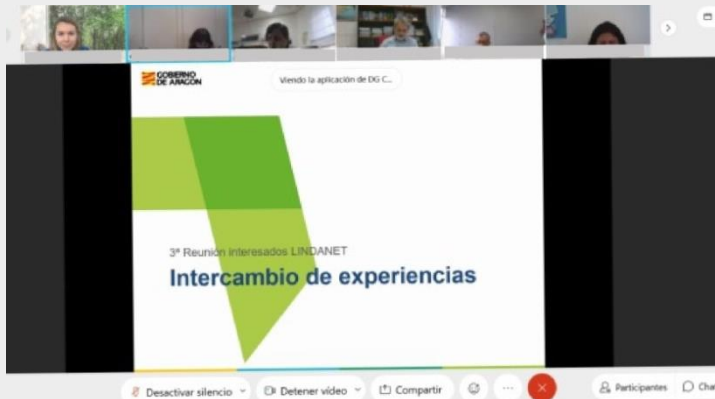 GOBIERNO
DE ARAGON
Viendo la aplicación de DG C...
3ª Reunión Interesados LINDANET
Intercambio de experiencias
Desactivar silencio
Detener vídeo
Compartir
Participantes
Chat